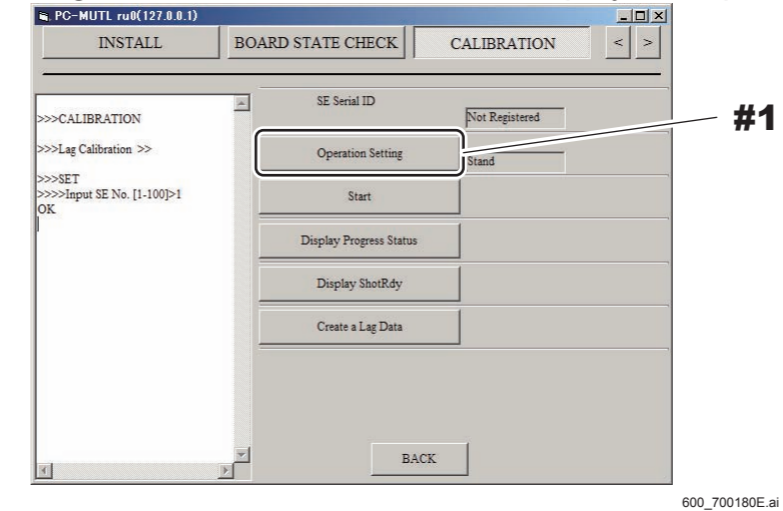 PC-MUTL ru0(127.0.0.1)
INSTALL
BOARD STATE CHECK
CALIBRATION
< >
>>>CALIBRATION
>>>Lag Calibration >>
>>>SET
>>>>Input SE No. [1-100]>1
OK
SE Serial ID
Not Registered
Operation Setting
Stand
Start
Display Progress Status
Display ShotRdy
Create a Lag Data
BACK
#1
600_700180E.ai